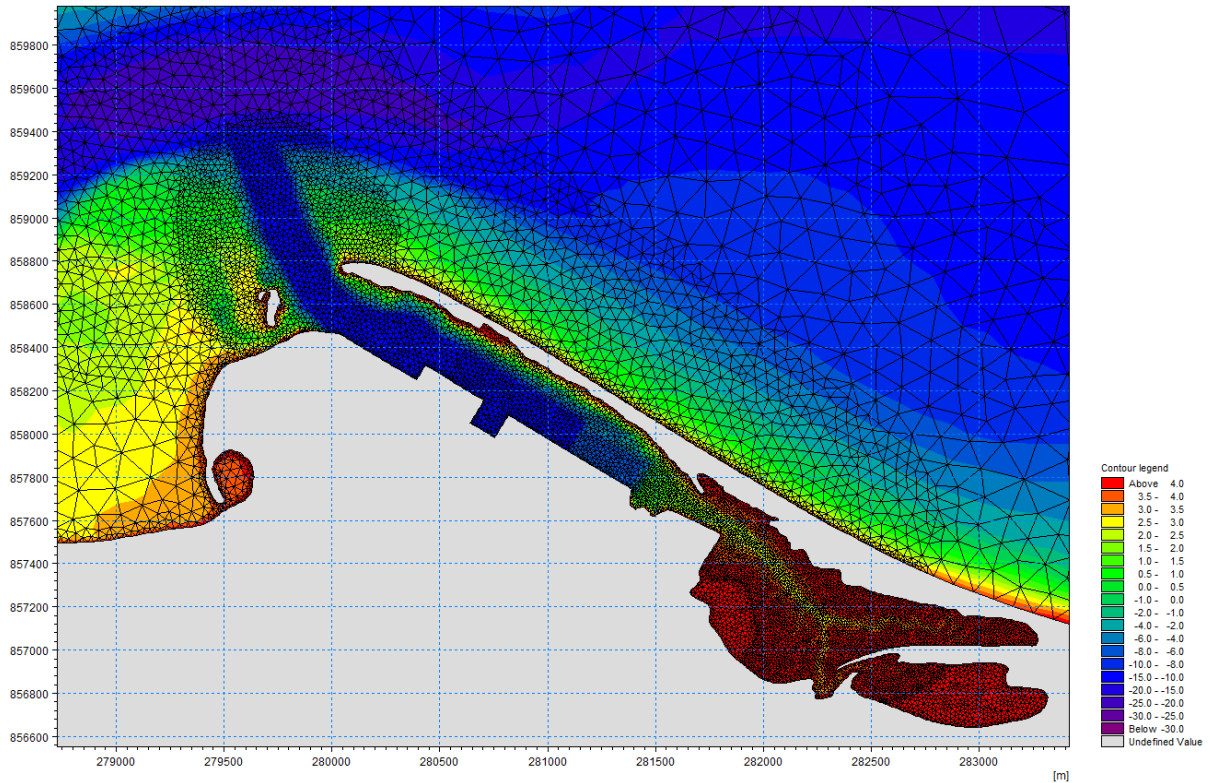 859800
859600
859400
859200
859000
858800
858600
858400
858200
858000
857800
857600
857400
857200
857000
856800
856600
279000 279500 280000 280500 281000 281500 282000 282500 283000
[m]
Contour legend
Above 4.0
3.5 - 4.0
3.0 - 3.5
2.5 - 3.0
2.0 - 2.5
1.5 - 2.0
1.0 - 1.5
0.5 - 1.0
0.0 - 0.5
-1.0 - 0.0
-2.0 - -1.0
-4.0 - -2.0
-6.0 - -4.0
-8.0 - -6.0
-10.0 - -8.0
-15.0 - -10.0
-20.0 - -15.0
-25.0 - -20.0
-30.0 - -25.0
Below -30.0
Undefined Value